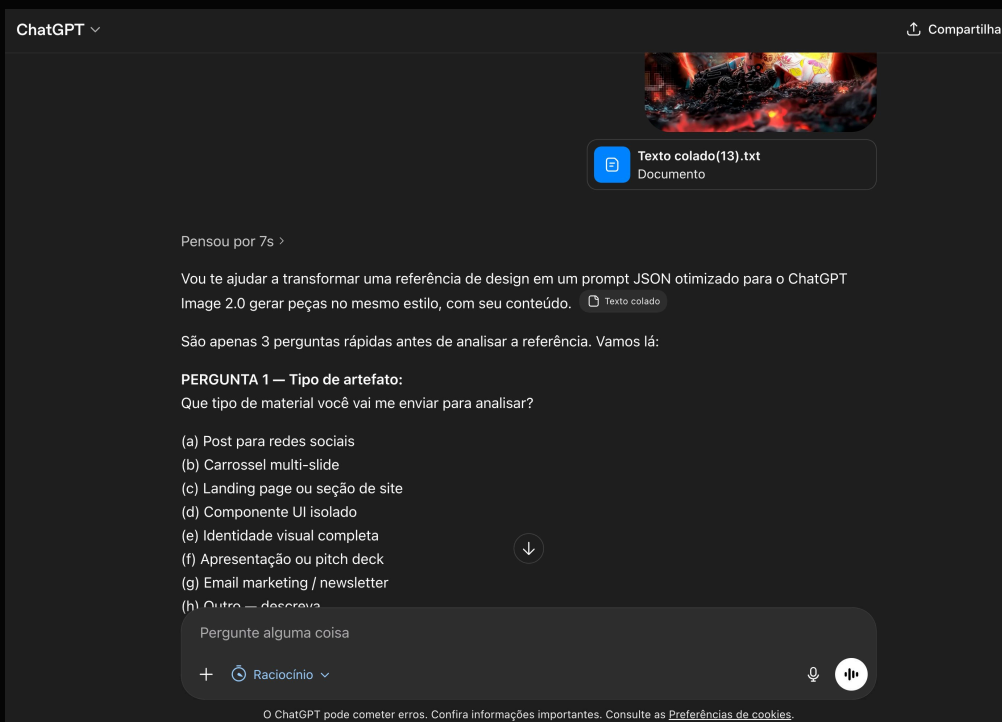 ChatGPT
Compartilha
Texto colado(13).txt
Documento
Pensou por 7s
Vou te ajudar a transformar uma referência de design em um prompt JSON otimizado para o ChatGPT
Image 2.0 gerar peças no mesmo estilo, com seu conteúdo. Texto colado
São apenas 3 perguntas rápidas antes de analisar a referência. Vamos lá:
PERGUNTA 1 — Tipo de artefato:
Que tipo de material você vai me enviar para analisar?
(a) Post para redes sociais
(b) Carrossel multi-slide
(c) Landing page ou seção de site
(d) Componente UI isolado
(e) Identidade visual completa
(f) Apresentação ou pitch deck
(g) Email marketing / newsletter
(h) Outro — descreva
Pergunte alguma coisa
Raciocínio
O ChatGPT pode cometer erros. Confira informações importantes. Consulte as Preferências de cookies.